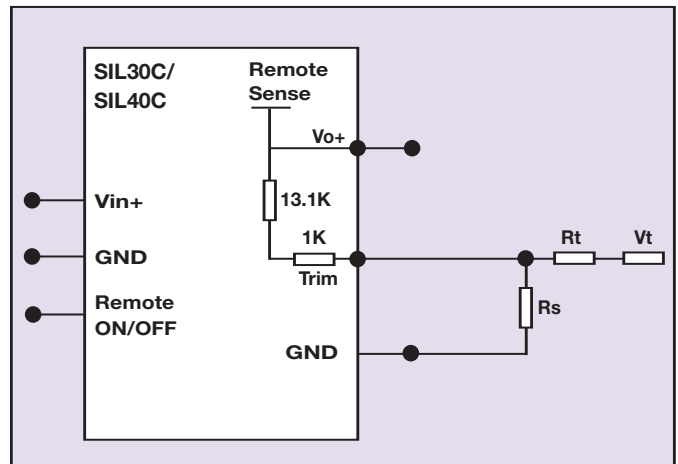 SIL30C/
SIL40C
Remote
Sense
Vo+
Vin+
13.1K
1K
Rt
Vt
GND
Trim
Remote
ON/OFF
Rs
GND